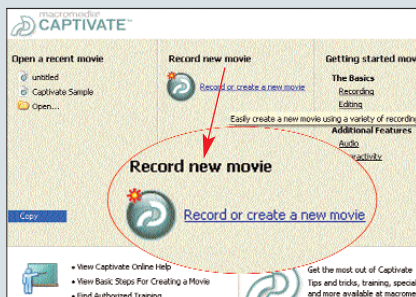 macromedia
CAPTIVATE™
Open a recent movie
untitled
Captivate Sample
Open...
Record new movie
Record or create a new movie
Getting started mov
The Basics
Recording
Editing
Easily create a new movie using a variety of recording
Additional Features
Audio
Record new movie
Record or create a new movie
Copy
• View Captivate Online Help
• View Basic Steps For Creating a Movie
• Find Authorized Training
Get the most out of Captivate
Tips and tricks, training, special
and more available at macrome